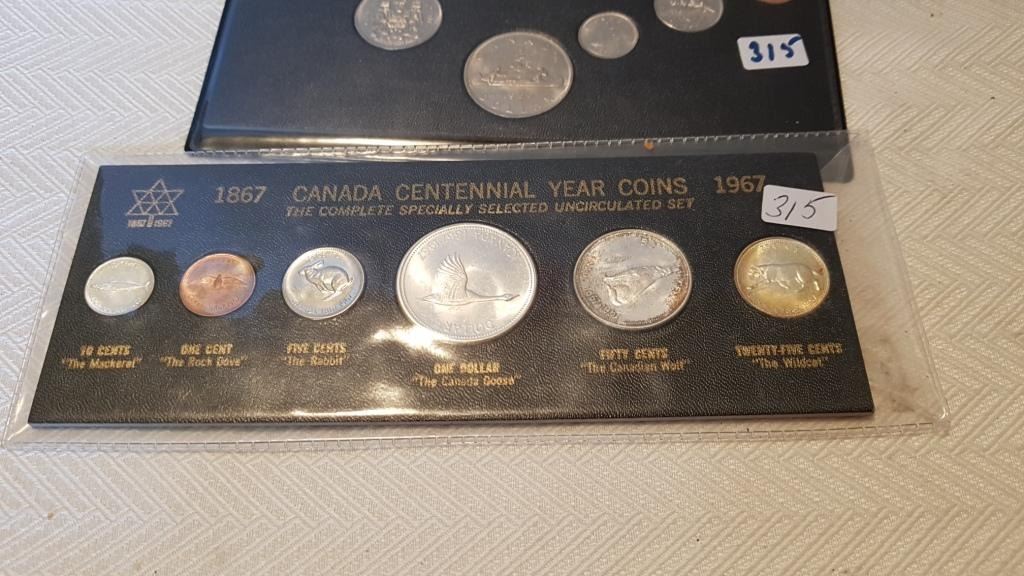 315
1867 CANADA CENTENNIAL YEAR COINS 1967
THE COMPLETE SPECIALLY SELECTED UNCIRCULATED SET
315
1867 1967
10 CENTS
"The Mackerel"
ONE CENT
"The Rock Dove"
FIVE CENTS
"The Rabbit"
ONE DOLLAR
"The Canada Goose"
FIFTY CENTS
"The Canadian Wolf"
TWENTY-FIVE CENTS
"The Wildcat"